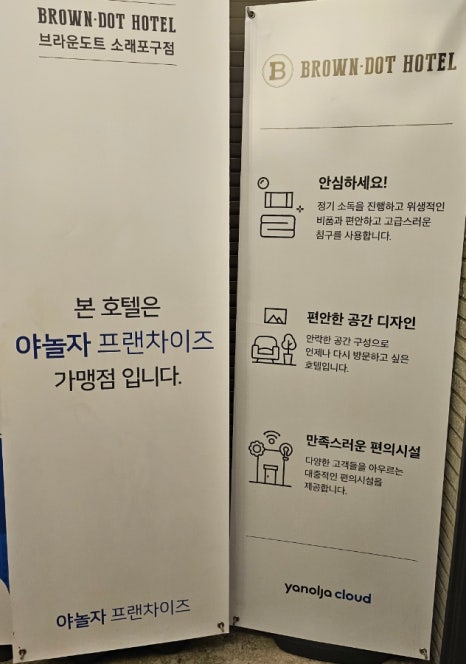 BROWN-DOT HOTEL
브라운도트 소래포구점
본 호텔은
야놀자 프랜차이즈
가맹점 입니다.
야놀자 프랜차이즈
B BROWN-DOT HOTEL
안심하세요!
정기 소독을 진행하고 위생적인
비품과 편안하고 고급스러운
침구를 사용합니다.
편안한 공간 디자인
안락한 공간 구성으로
언제나 다시 방문하고 싶은
호텔입니다.
만족스러운 편의시설
다양한 고객들을 아우르는
대중적인 편의시설을
제공합니다.
yanolja cloud